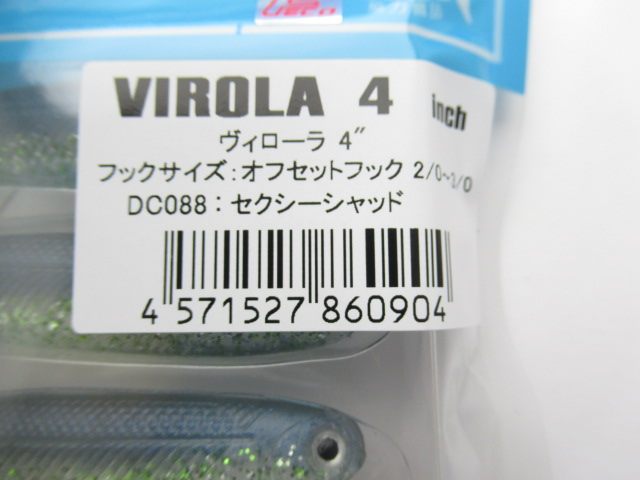 VIROLA 4 inch
ヴィローラ 4"
フックサイズ:オフセットフック 2/0~3/0
DC088:セクシーシャッド
4 571527 860904